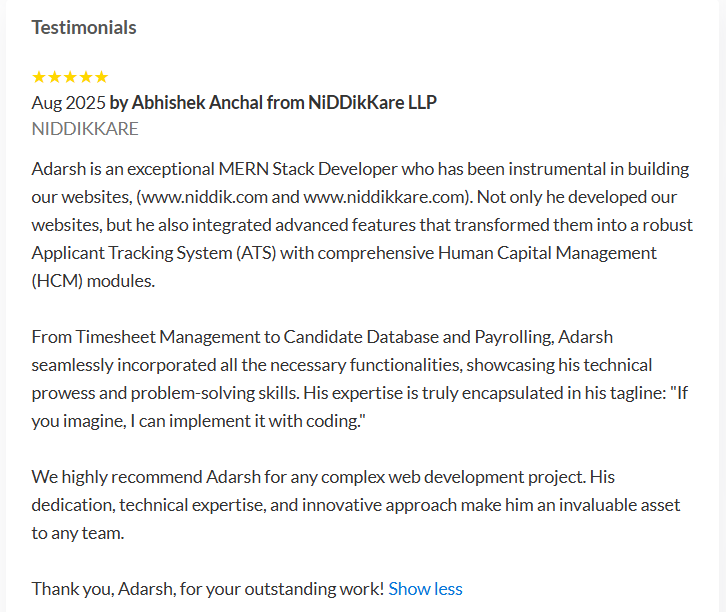 Testimonials
★★★★★
Aug 2025 by Abhishek Anchal from NiDDikKare LLP
NIDDIKKARE
Adarsh is an exceptional MERN Stack Developer who has been instrumental in building
our websites, (www.niddik.com and www.niddikkare.com). Not only he developed our
websites, but he also integrated advanced features that transformed them into a robust
Applicant Tracking System (ATS) with comprehensive Human Capital Management
(HCM) modules.
From Timesheet Management to Candidate Database and Payrolling, Adarsh
seamlessly incorporated all the necessary functionalities, showcasing his technical
prowess and problem-solving skills. His expertise is truly encapsulated in his tagline: "If
you imagine, I can implement it with coding."
We highly recommend Adarsh for any complex web development project. His
dedication, technical expertise, and innovative approach make him an invaluable asset
to any team.
Thank you, Adarsh, for your outstanding work! Show less